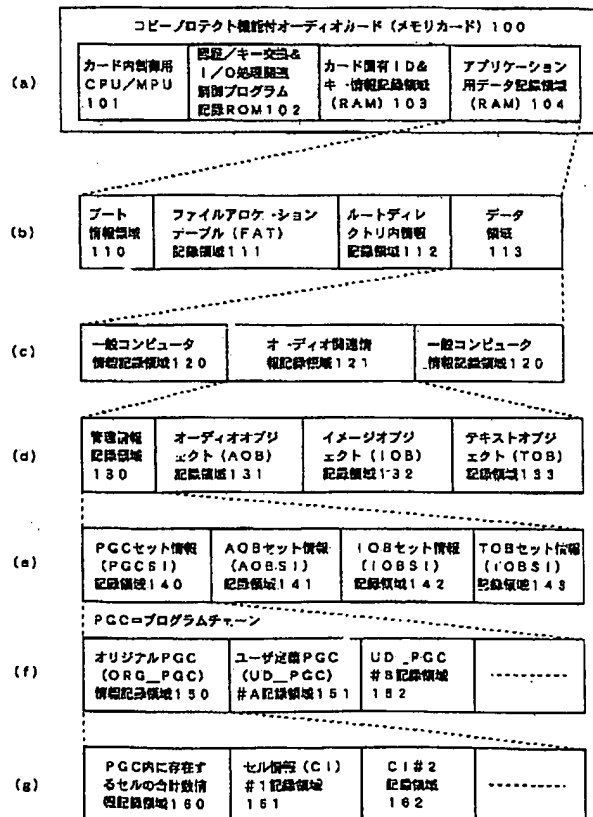 コピープロテクト機能付オーディオカード(メモリカード)100
(a)
カード内制御用
CPU/MPU
101
認証/キー交換&
I/O処理関連
制御プログラム
記録ROM102
カード固有ID&
キー情報記録領域
(RAM)103
アプリケーション
用データ記録領域
(RAM)104
(b)
ブート
情報領域
110
ファイルアロケーション
テーブル(FAT)
記録領域111
ルートディレ
クトリ内情報
記録領域112
データ
領域
113
(c)
一般コンピュータ
情報記録領域120
オーディオ関連情
報記録領域121
一般コンピュータ
情報記録領域120
(d)
管理情報
記録領域
130
オーディオオブジ
ェクト(AOB)
記録領域131
イメージオブジ
ェクト(IOB)
記録領域132
テキストオブジ
ェクト(TOB)
記録領域133
(e)
PGCセット情報
(PGCSI)
記録領域140
AOBセット情報
(AOBSI)
記録領域141
IOBセット情報
(IOBSI)
記録領域142
TOBセット情報
(TOBSI)
記録領域143
PGC=プログラムチェーン
(f)
オリジナルPGC
(ORG_PGC)
情報記録領域150
ユーザ定義PGC
(UD_PGC)
#A記録領域151
UD_PGC
#B記録領域
152
(g)
PGC内に存在す
るセルの合計数情
報記録領域160
セル情報(CI)
#1記録領域
161
CI#2
記録領域
162